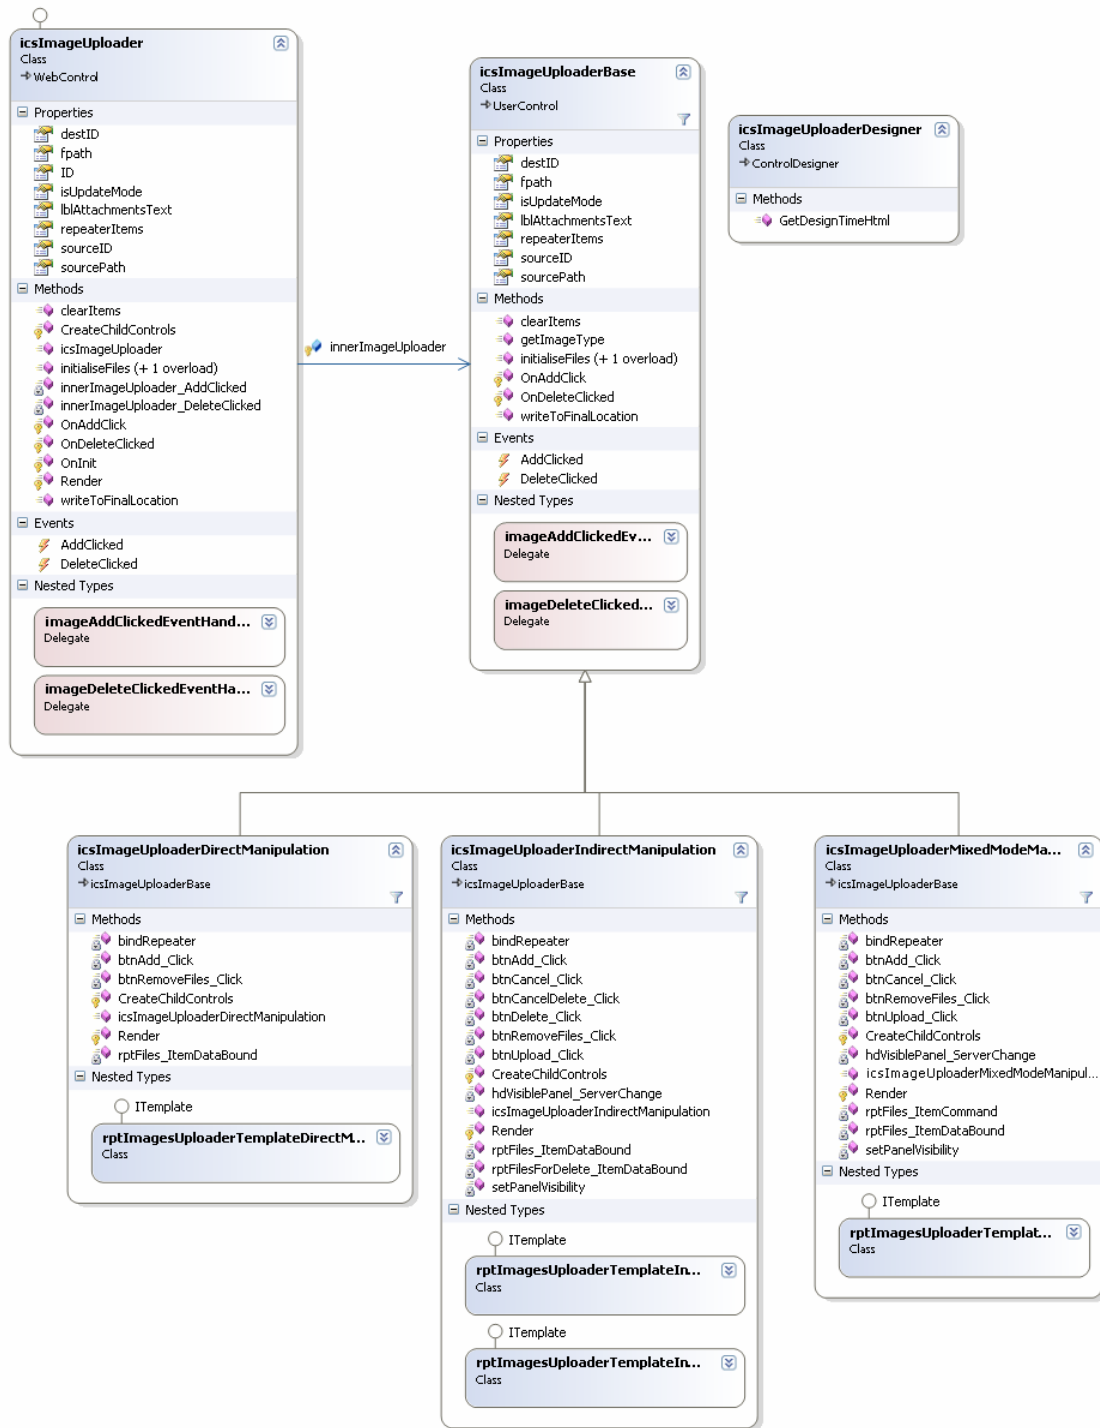 icsImageUploader
Class
WebControl
Properties
destID
fpath
ID
isUpdateMode
lblAttachmentsText
repeaterItems
sourceID
sourcePath
Methods
clearItems
CreateChildControls
icsImageUploader
initialiseFiles (+ 1 overload)
innerImageUploader_AddClicked
innerImageUploader_DeleteClicked
OnAddClick
OnDeleteClicked
OnInit
Render
writeToFinalLocation
Events
AddClicked
DeleteClicked
Nested Types
imageAddClickedEventHand...
Delegate
imageDeleteClickedEventHa...
Delegate
innerImageUploader
icsImageUploaderBase
Class
UserControl
Properties
destID
fpath
isUpdateMode
lblAttachmentsText
repeaterItems
sourceID
sourcePath
Methods
clearItems
getImageType
initialiseFiles (+ 1 overload)
OnAddClick
OnDeleteClicked
writeToFinalLocation
Events
AddClicked
DeleteClicked
Nested Types
imageAddClickedEv...
Delegate
imageDeleteClicked...
Delegate
icsImageUploaderDesigner
Class
ControlDesigner
Methods
GetDesignTimeHtml
icsImageUploaderDirectManipulation
Class
icsImageUploaderBase
Methods
bindRepeater
btnAdd_Click
btnRemoveFiles_Click
CreateChildControls
icsImageUploaderDirectManipulation
Render
rptFiles_ItemDataBound
Nested Types
ITemplate
rptImagesUploaderTemplateDirectM...
Class
icsImageUploaderIndirectManipulation
Class
icsImageUploaderBase
Methods
bindRepeater
btnAdd_Click
btnCancel_Click
btnCancelDelete_Click
btnDelete_Click
btnRemoveFiles_Click
btnUpload_Click
CreateChildControls
hdVisiblePanel_ServerChange
icsImageUploaderIndirectManipulation
Render
rptFiles_ItemDataBound
rptFilesForDelete_ItemDataBound
setPanelVisibility
Nested Types
ITemplate
rptImagesUploaderTemplateIn...
Class
ITemplate
rptImagesUploaderTemplateIn...
Class
icsImageUploaderMixedModeMa...
Class
icsImageUploaderBase
Methods
bindRepeater
btnAdd_Click
btnCancel_Click
btnRemoveFiles_Click
btnUpload_Click
CreateChildControls
hdVisiblePanel_ServerChange
icsImageUploaderMixedModeManipul...
Render
rptFiles_ItemCommand
rptFiles_ItemDataBound
setPanelVisibility
Nested Types
ITemplate
rptImagesUploaderTemplat...
Class